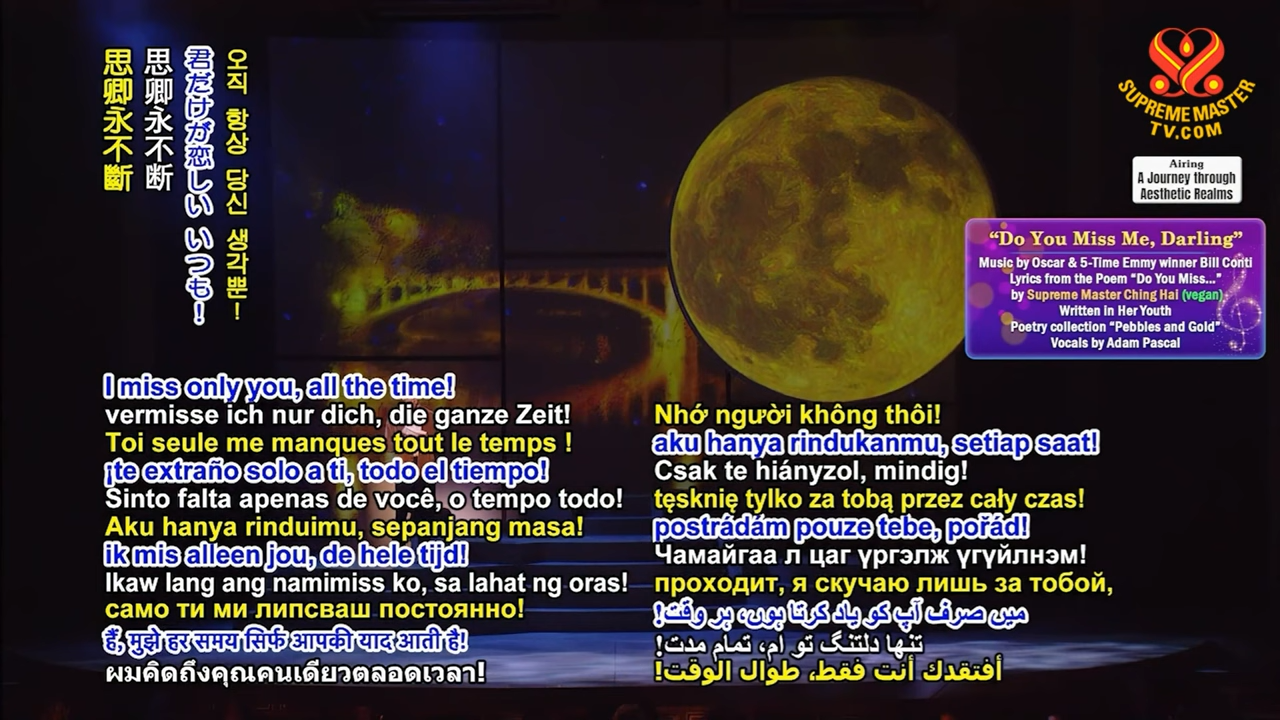 思卿永不斷
思卿永不断
君だけが恋しい いつも！
오직 항상 당신 생각뿐！
SUPREME MASTER
TV.COM
Airing
A Journey through
Aesthetic Realms
“Do You Miss Me, Darling”
Music by Oscar & 5-Time Emmy winner Bill Conti
Lyrics from the Poem “Do You Miss...”
by Supreme Master Ching Hai (vegan)
Written in Her Youth
Poetry collection “Pebbles and Gold”
Vocals by Adam Pascal
I miss only you, all the time!
vermisse ich nur dich, die ganze Zeit!
Toi seule me manques tout le temps !
¡te extraño solo a ti, todo el tiempo!
Sinto falta apenas de você, o tempo todo!
Aku hanya rinduimu, sepanjang masa!
ik mis alleen jou, de hele tijd!
Ikaw lang ang namimiss ko, sa lahat ng oras!
само ти ми липсваш постоянно!
हैं, मुझे हर समय सिर्फ आपकी याद आती है!
ผมคิดถึงคุณคนเดียวตลอดเวลา!
Nhớ người không thôi!
aku hanya rindukanmu, setiap saat!
Csak te hiányzol, mindig!
tęsknię tylko za tobą przez cały czas!
postrádám pouze tebe, pořád!
Чамайгаа л цаг үргэлж үгүйлнэм!
проходит, я скучаю лишь за тобой,
میں صرف آپ کو یاد کرتا ہوں، ہر وقت!
تنها دلتنگ تو ام، تمام مدت!
أفتقدك أنت فقط، طوال الوقت!